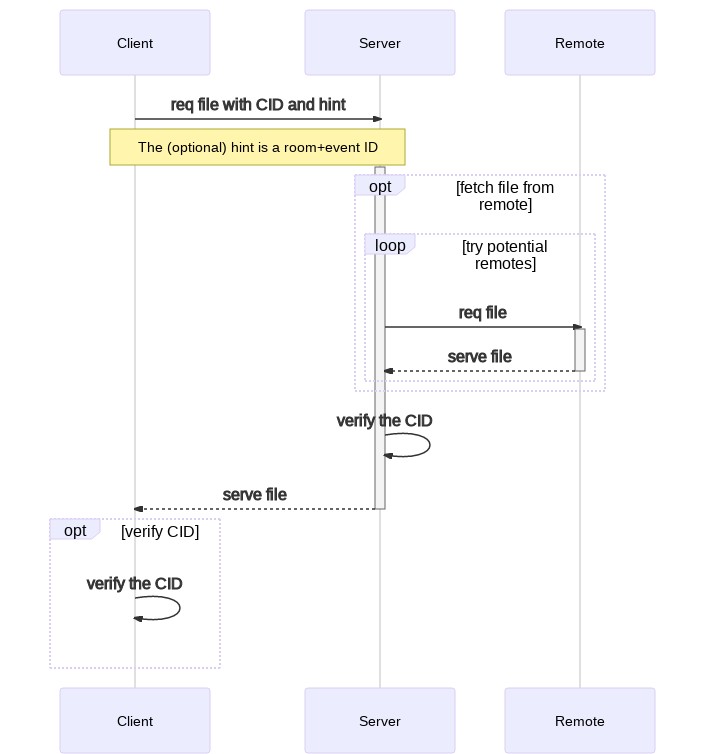 Client
Server
Remote
req file with CID and hint
The (optional) hint is a room+event ID
opt
[fetch file from
remote]
loop
[try potential
remotes]
req file
serve file
verify the CID
serve file
opt
[verify CID]
verify the CID
Client
Server
Remote